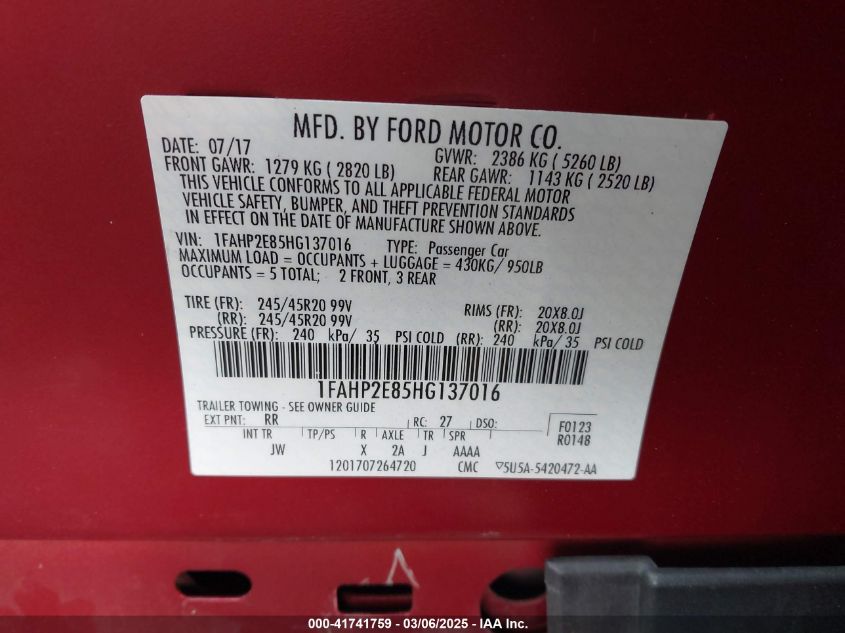 MFD. BY FORD MOTOR CO.
DATE: 07/17 GVWR: 2386 KG ( 5260 LB)
FRONT GAWR: 1279 KG ( 2820 LB) REAR GAWR: 1143 KG ( 2520 LB)
THIS VEHICLE CONFORMS TO ALL APPLICABLE FEDERAL MOTOR
VEHICLE SAFETY, BUMPER, AND THEFT PREVENTION STANDARDS
IN EFFECT ON THE DATE OF MANUFACTURE SHOWN ABOVE.
VIN: 1FAHP2E85HG137016 TYPE: Passenger Car
MAXIMUM LOAD = OCCUPANTS + LUGGAGE = 430KG/ 950LB
OCCUPANTS = 5 TOTAL; 2 FRONT, 3 REAR
TIRE (FR): 245/45R20 99V RIMS (FR): 20X8.0J
(RR): 245/45R20 99V (RR): 20X8.0J
PRESSURE (FR): 240 kPa/ 35 PSI COLD (RR): 240 kPa/ 35 PSI COLD
1FAHP2E85HG137016
TRAILER TOWING - SEE OWNER GUIDE
EXT PNT: RR RC: 27 DSO: F0123
R0148
INT TR TP/PS R AXLE TR SPR
JW X 2A J AAAA
1201707264720 CMC ▽5U5A-5420472-AA
000-41741759 - 03/06/2025 - IAA Inc.